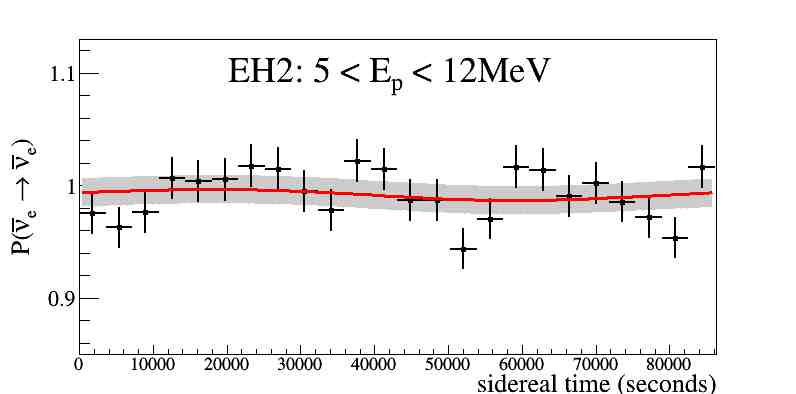 EH2: 5 < E_p < 12MeV
P(ν̄_e → ν̄_e)
1.1
1
0.9
0 10000 20000 30000 40000 50000 60000 70000 80000
sidereal time (seconds)